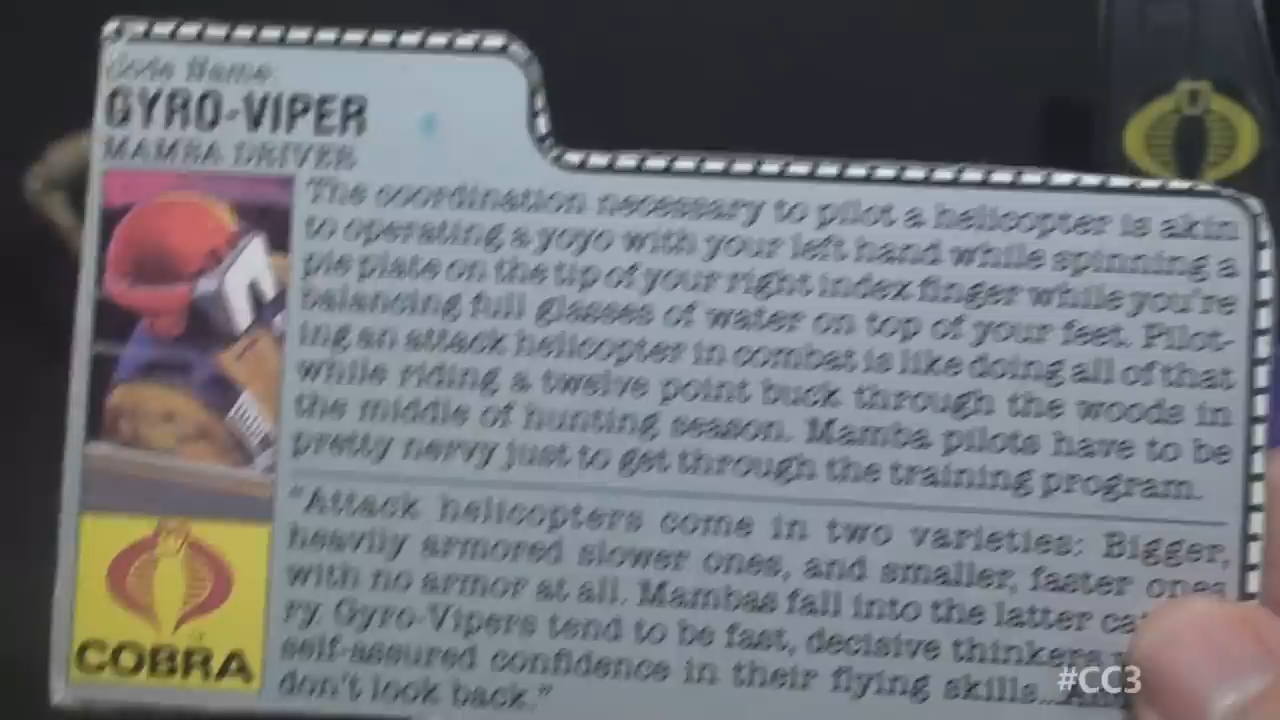 Code Name:
GYRO-VIPER
MAMBA DRIVER
The coordination necessary to pilot a helicopter is akin
to operating a yoyo with your left hand while spinning a
pie plate on the tip of your right index finger while you're
balancing full glasses of water on top of your feet. Pilot-
ing an attack helicopter in combat is like doing all of that
while riding a twelve point buck through the woods in
the middle of hunting season. Mamba pilots have to be
pretty nervy just to get through the training program.
"Attack helicopters come in two varieties: Bigger,
heavily armored slower ones, and smaller, faster ones
with no armor at all. Mambas fall into the latter
ry. Gyro-Vipers tend to be fast, decisive thinkers
self-assured confidence in their flying skills...
don't look back."
COBRA
#CC3